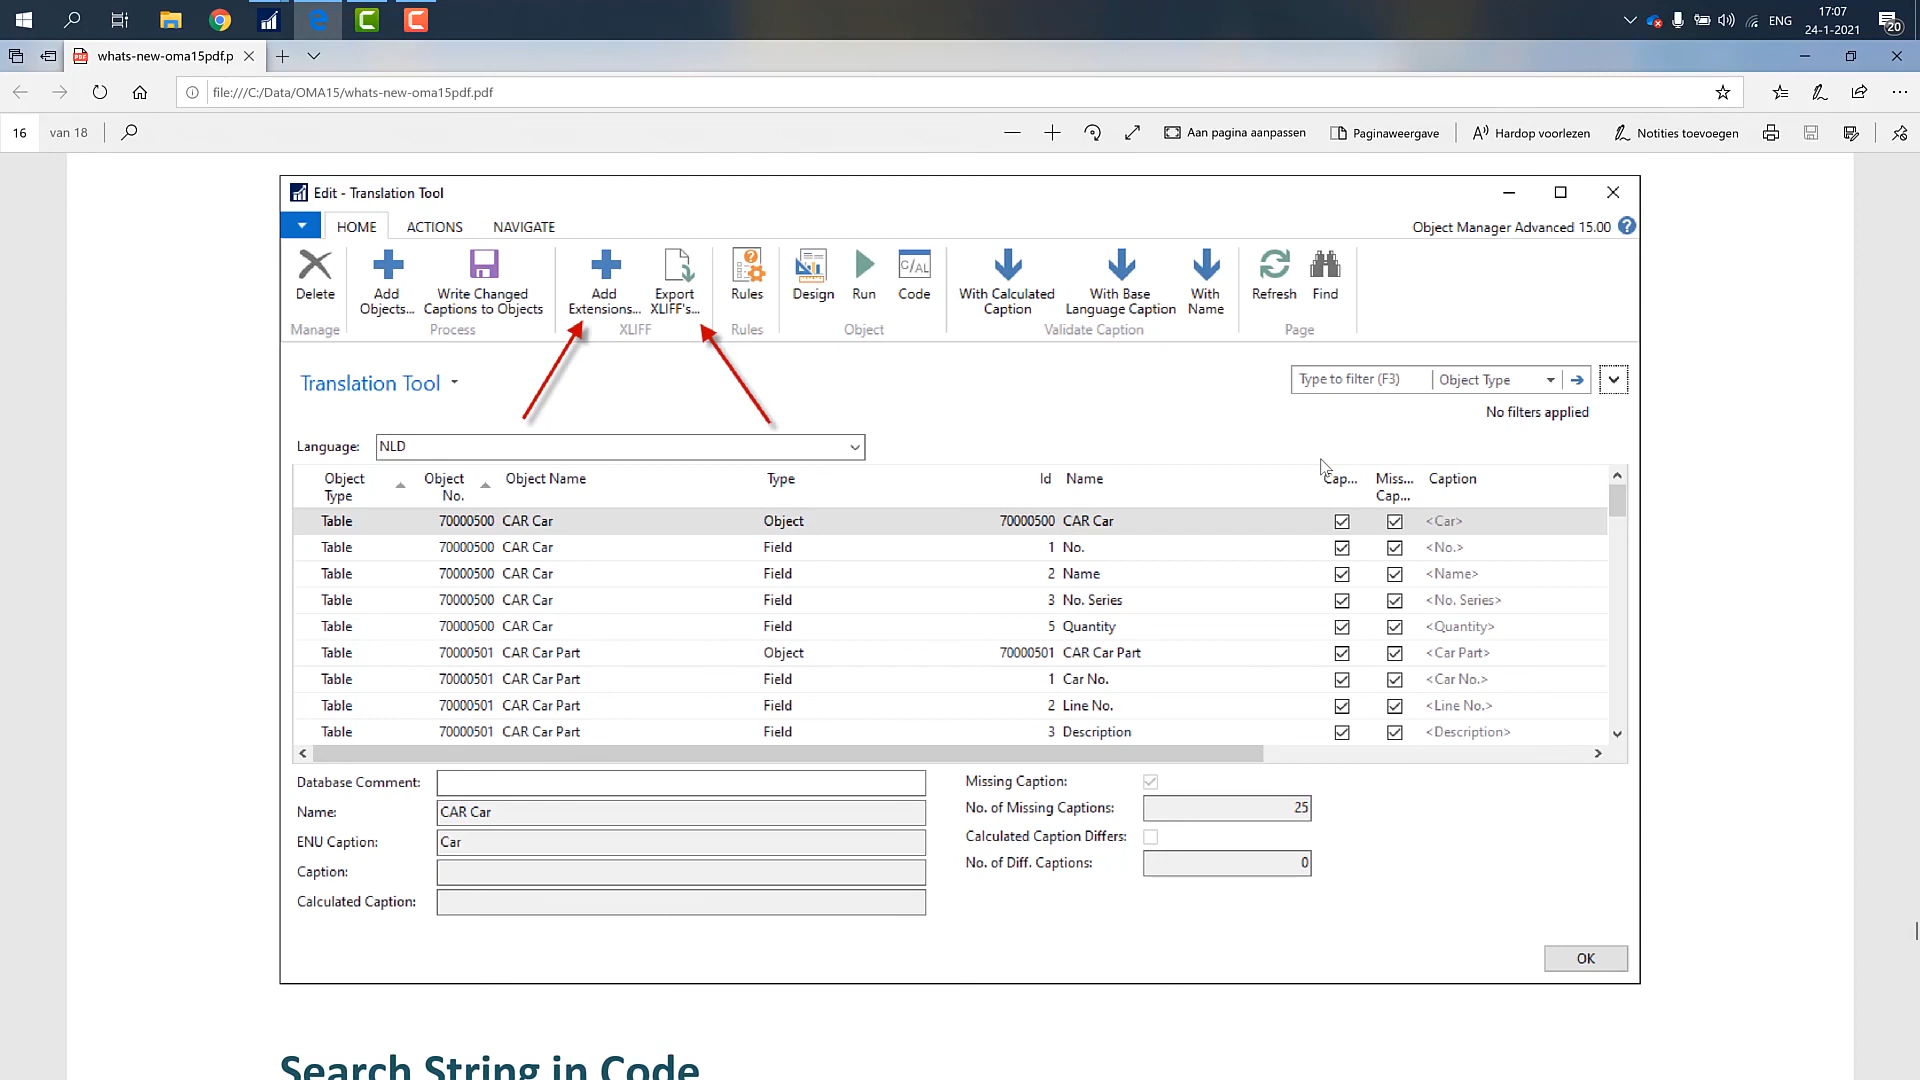 ENG
17:07
24-1-2021
20
whats-new-oma15pdf.p
file:///C:/Data/OMA15/whats-new-oma15pdf.pdf
16 van 18
Aan pagina aanpassen
Paginaweergave
Hardop voorlezen
Notities toevoegen
Edit - Translation Tool
HOME ACTIONS NAVIGATE
Object Manager Advanced 15.00
Delete
Add Objects...
Write Changed Captions to Objects
Add Extensions...
Export XLIFF's...
Rules
Design
Run
C/AL
Code
With Calculated Caption
With Base Language Caption
With Name
Refresh
Find
Manage Process XLIFF Rules Object Validate Caption Page
Translation Tool
Type to filter (F3) Object Type
No filters applied
Language: NLD
Object Type Object No. Object Name Type Id Name Cap... Miss... Cap... Caption
Table 70000500 CAR Car Object 70000500 CAR Car <Car>
Table 70000500 CAR Car Field 1 No. <No.>
Table 70000500 CAR Car Field 2 Name <Name>
Table 70000500 CAR Car Field 3 No. Series <No. Series>
Table 70000500 CAR Car Field 5 Quantity <Quantity>
Table 70000501 CAR Car Part Object 70000501 CAR Car Part <Car Part>
Table 70000501 CAR Car Part Field 1 Car No. <Car No.>
Table 70000501 CAR Car Part Field 2 Line No. <Line No.>
Table 70000501 CAR Car Part Field 3 Description <Description>
Database Comment:
Name: CAR Car
ENU Caption: Car
Caption:
Calculated Caption:
Missing Caption:
No. of Missing Captions: 25
Calculated Caption Differs:
No. of Diff. Captions: 0
OK
Search String in Code